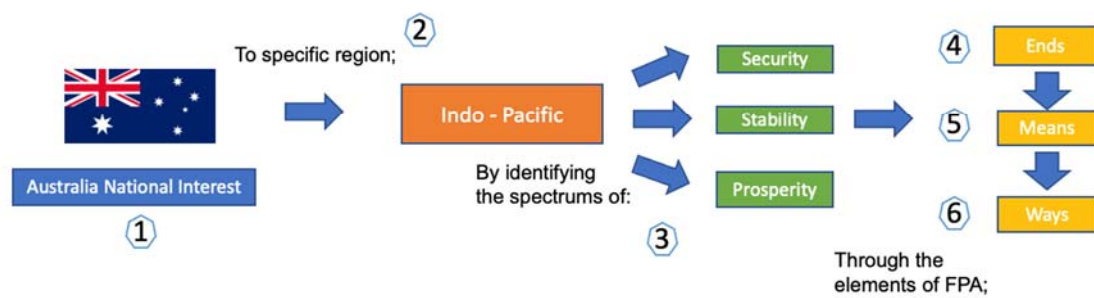 1
Australia National Interest
To specific region;
2
Indo - Pacific
By identifying
the spectrums of:
3
Security
Stability
Prosperity
4
Ends
5
Means
6
Ways
Through the
elements of FPA;